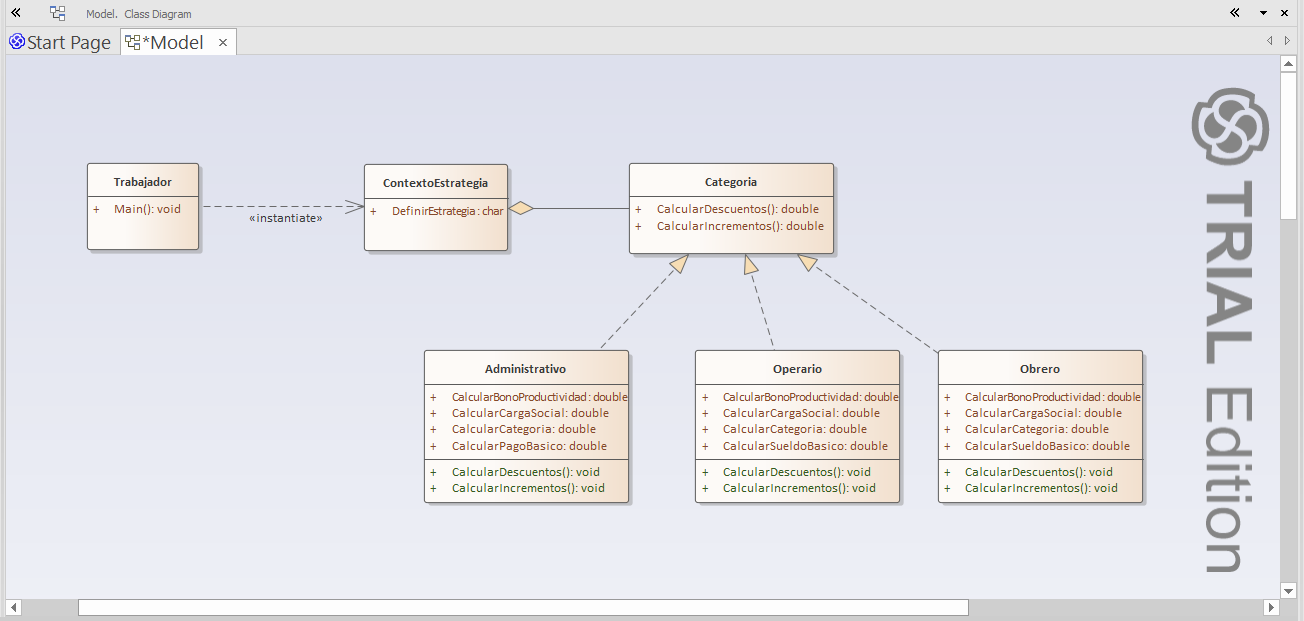 Model. Class Diagram
Start Page
*Model
Trabajador
+ Main(): void
«instantiate»
ContextoEstrategia
+ DefinirEstrategia: char
Categoria
+ CalcularDescuentos(): double
+ CalcularIncrementos(): double
Administrativo
+ CalcularBonoProductividad: double
+ CalcularCargaSocial: double
+ CalcularCategoria: double
+ CalcularPagoBasico: double
+ CalcularDescuentos(): void
+ CalcularIncrementos(): void
Operario
+ CalcularBonoProductividad: double
+ CalcularCargaSocial: double
+ CalcularCategoria: double
+ CalcularSueldoBasico: double
+ CalcularDescuentos(): void
+ CalcularIncrementos(): void
Obrero
+ CalcularBonoProductividad: double
+ CalcularCargaSocial: double
+ CalcularCategoria: double
+ CalcularSueldoBasico: double
+ CalcularDescuentos(): void
+ CalcularIncrementos(): void
TRIAL Edition